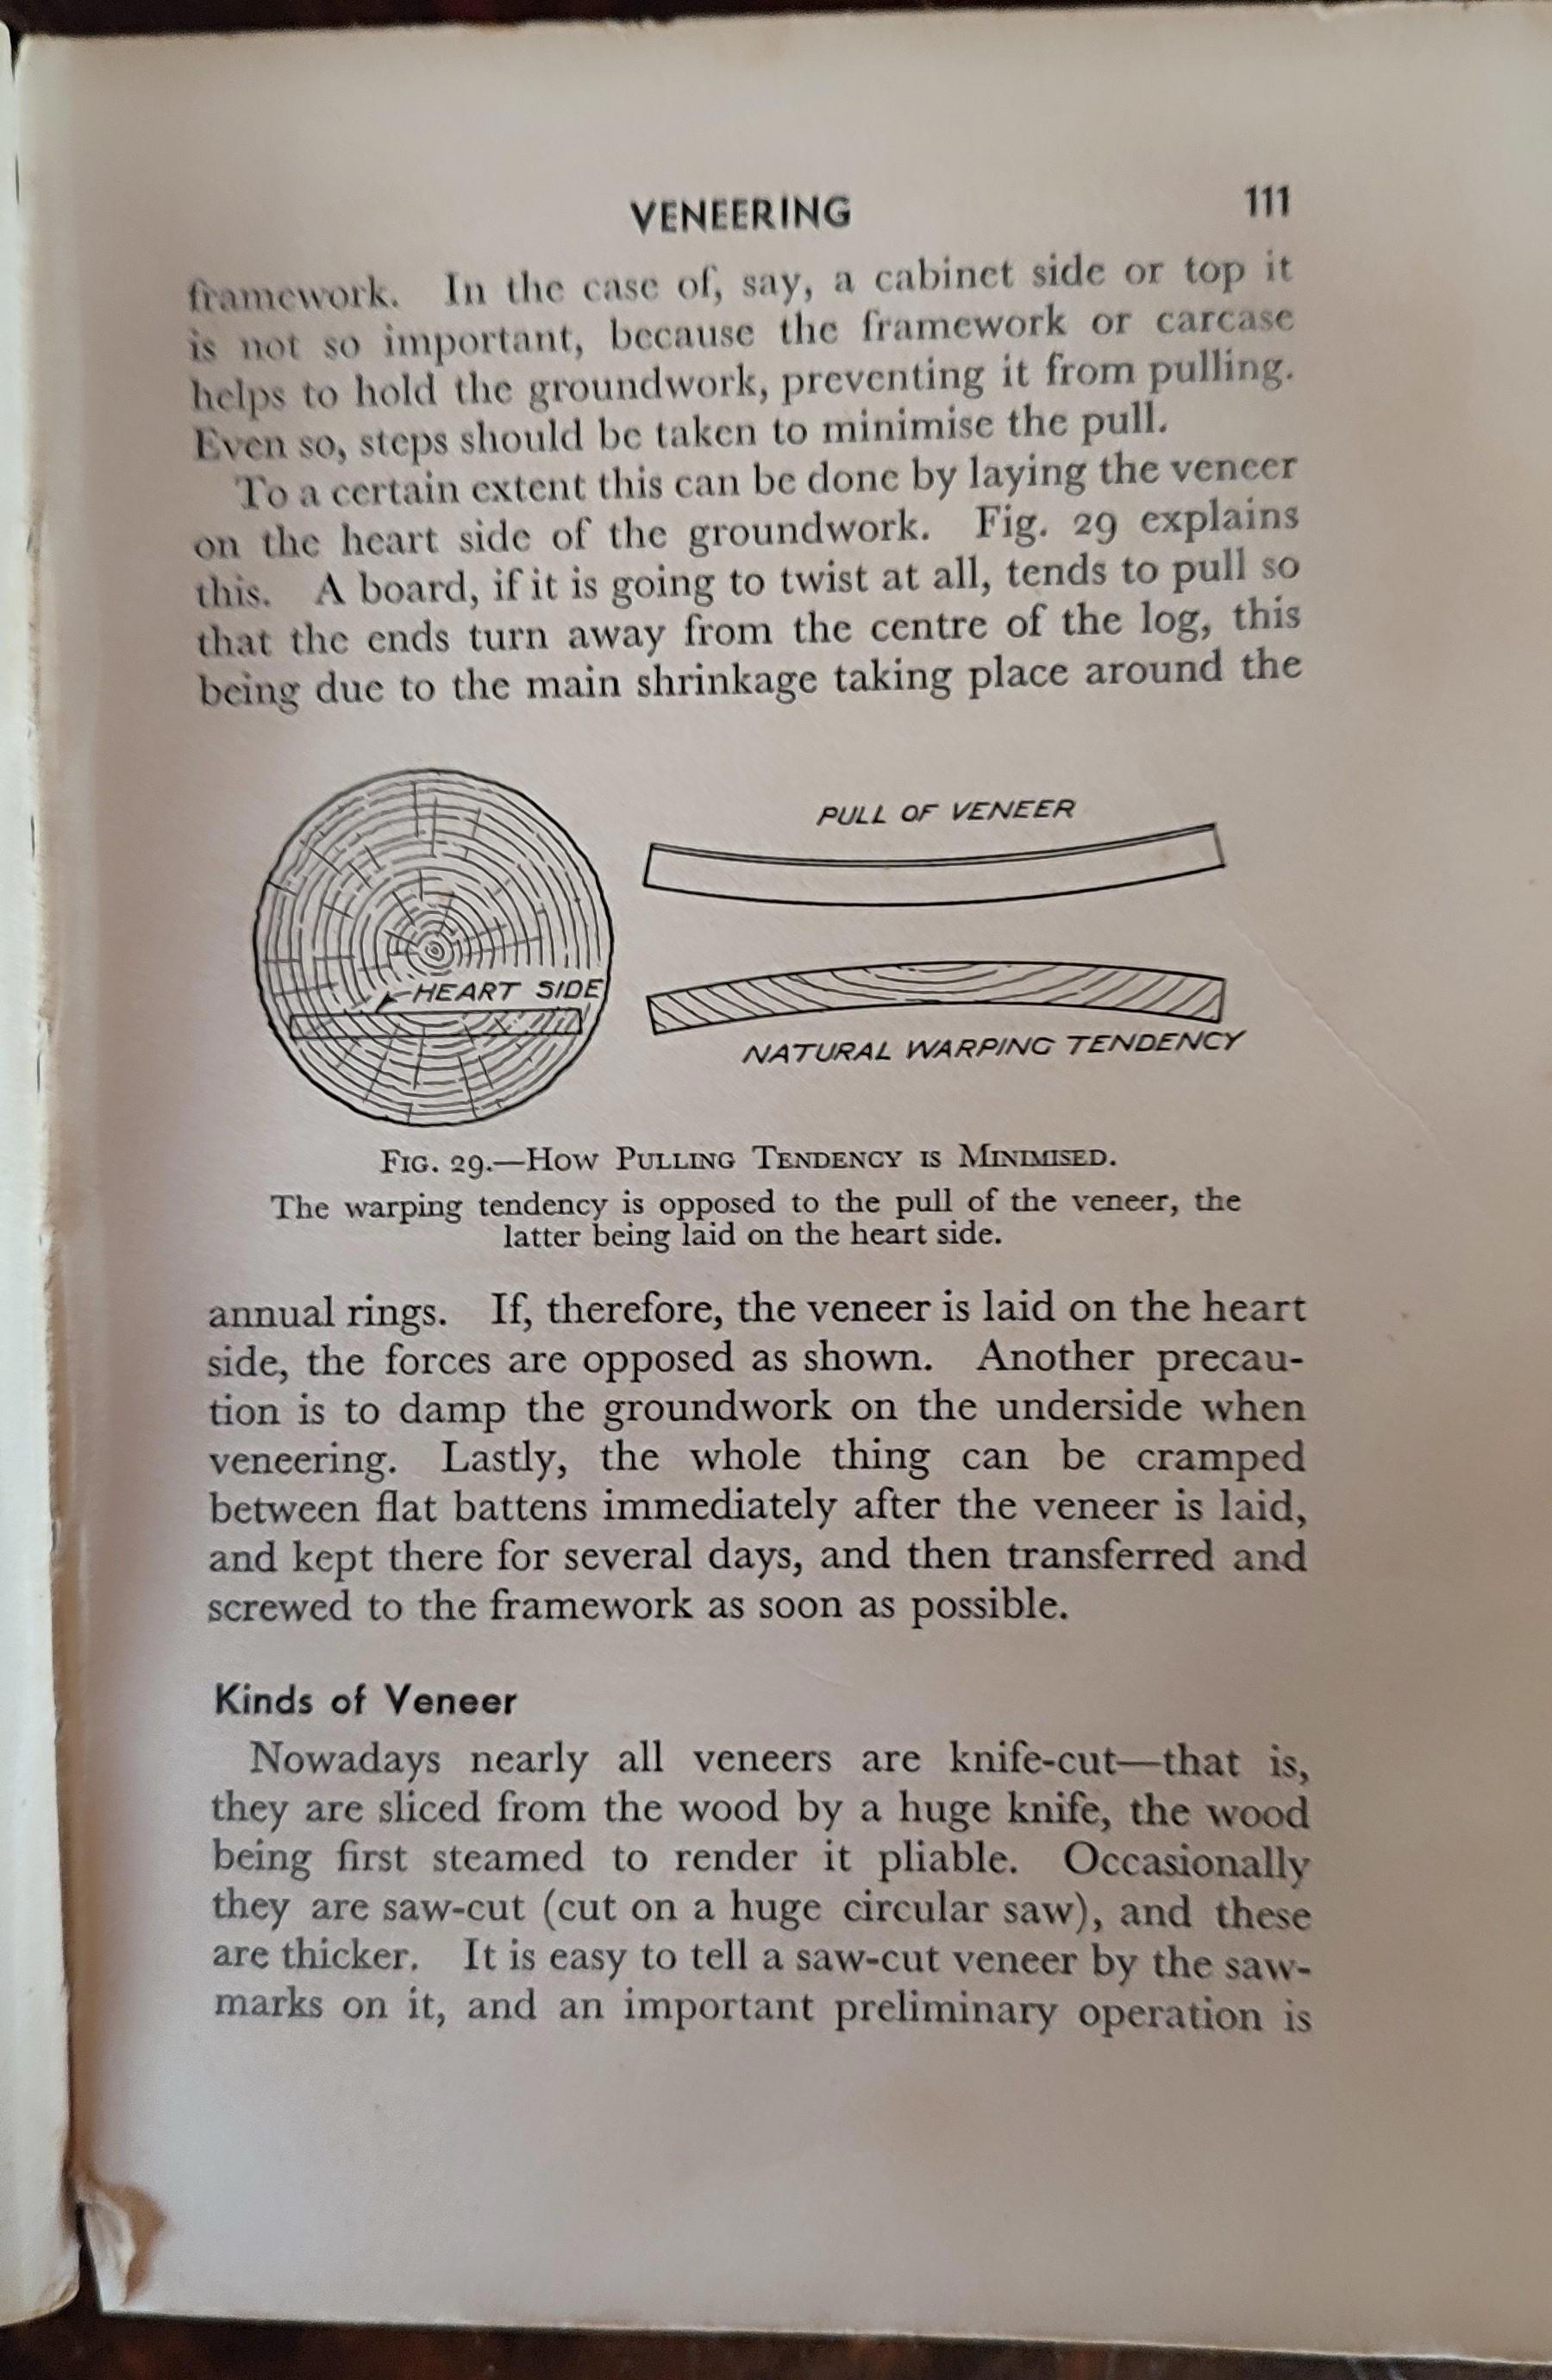 VENEERING 111
framework. In the case of, say, a cabinet side or top it
is not so important, because the framework or carcase
helps to hold the groundwork, preventing it from pulling.
Even so, steps should be taken to minimise the pull.
To a certain extent this can be done by laying the veneer
on the heart side of the groundwork. Fig. 29 explains
this. A board, if it is going to twist at all, tends to pull so
that the ends turn away from the centre of the log, this
being due to the main shrinkage taking place around the
PULL OF VENEER
HEART SIDE
NATURAL WARPING TENDENCY
FIG. 29.—HOW PULLING TENDENCY IS MINIMISED.
The warping tendency is opposed to the pull of the veneer, the
latter being laid on the heart side.
annual rings. If, therefore, the veneer is laid on the heart
side, the forces are opposed as shown. Another precau-
tion is to damp the groundwork on the underside when
veneering. Lastly, the whole thing can be cramped
between flat battens immediately after the veneer is laid,
and kept there for several days, and then transferred and
screwed to the framework as soon as possible.
Kinds of Veneer
Nowadays nearly all veneers are knife-cut—that is,
they are sliced from the wood by a huge knife, the wood
being first steamed to render it pliable. Occasionally
they are saw-cut (cut on a huge circular saw), and these
are thicker. It is easy to tell a saw-cut veneer by the saw-
marks on it, and an important preliminary operation is